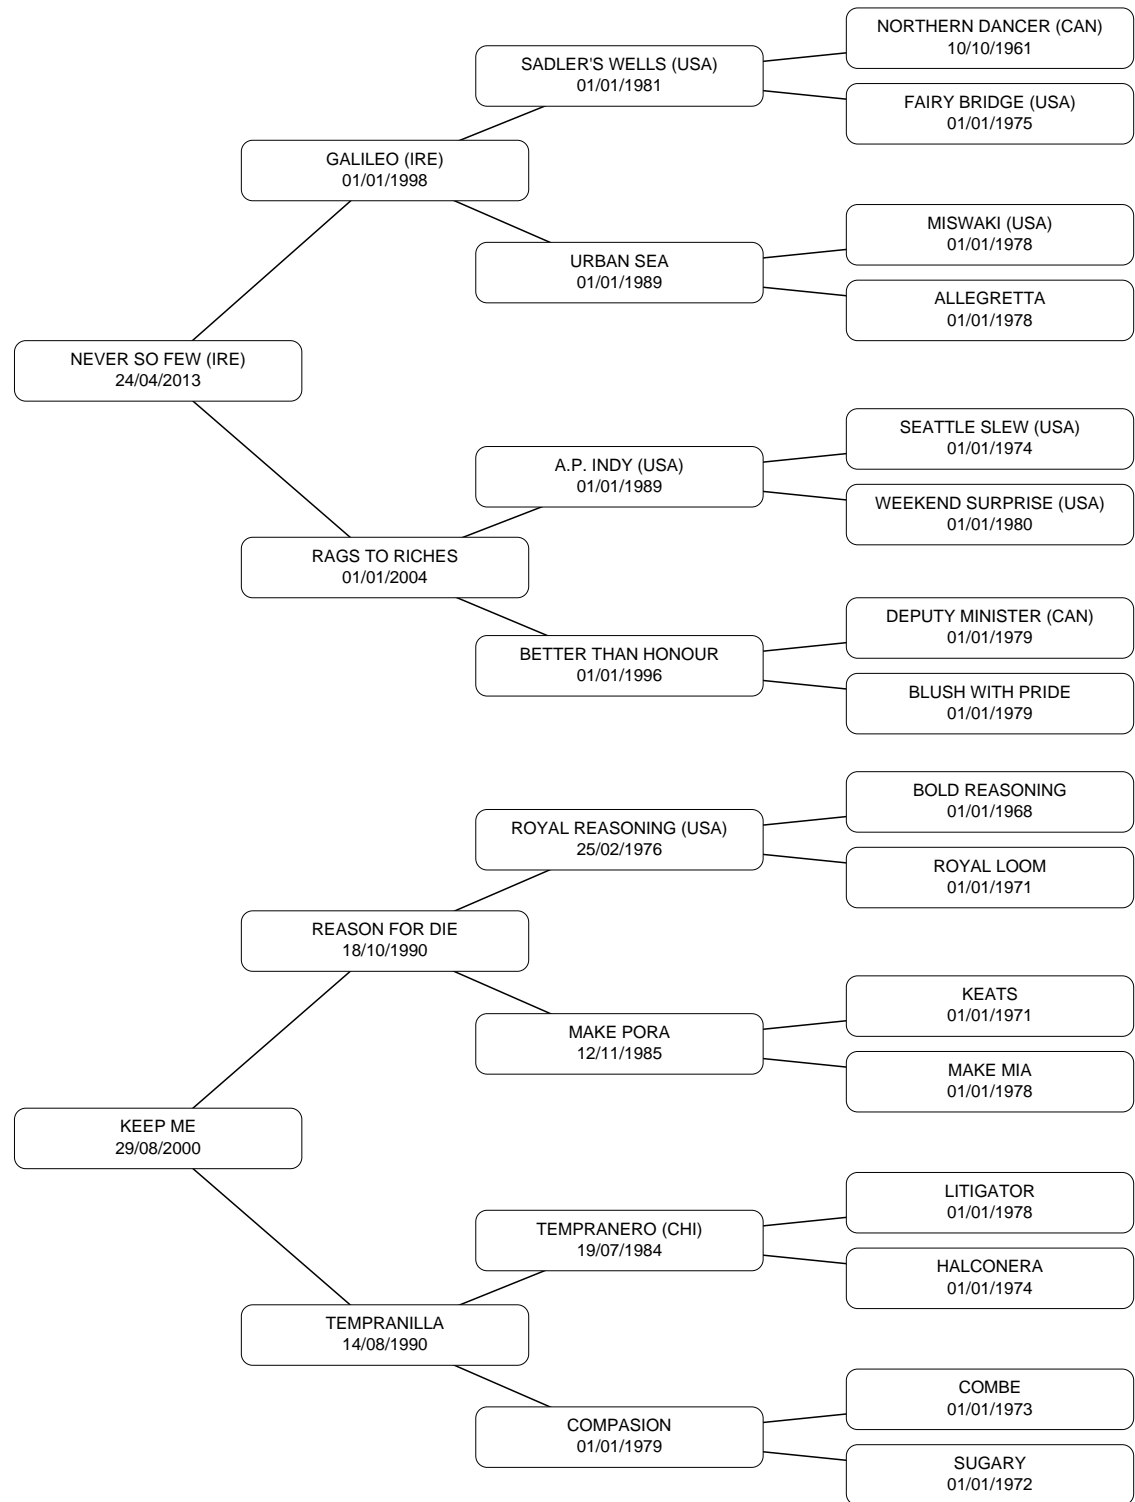 NORTHERN DANCER (CAN)
10/10/1961
SADLER'S WELLS (USA)
01/01/1981
FAIRY BRIDGE (USA)
01/01/1975
GALILEO (IRE)
01/01/1998
MISWAKI (USA)
01/01/1978
URBAN SEA
01/01/1989
ALLEGRETTA
01/01/1978
NEVER SO FEW (IRE)
24/04/2013
SEATTLE SLEW (USA)
01/01/1974
A.P. INDY (USA)
01/01/1989
WEEKEND SURPRISE (USA)
01/01/1980
RAGS TO RICHES
01/01/2004
DEPUTY MINISTER (CAN)
01/01/1979
BETTER THAN HONOUR
01/01/1996
BLUSH WITH PRIDE
01/01/1979
BOLD REASONING
01/01/1968
ROYAL REASONING (USA)
25/02/1976
ROYAL LOOM
01/01/1971
REASON FOR DIE
18/10/1990
KEATS
01/01/1971
MAKE PORA
12/11/1985
MAKE MIA
01/01/1978
KEEP ME
29/08/2000
LITIGATOR
01/01/1978
TEMPRANERO (CHI)
19/07/1984
HALCONERA
01/01/1974
TEMPRANILLA
14/08/1990
COMBE
01/01/1973
COMPASION
01/01/1979
SUGARY
01/01/1972